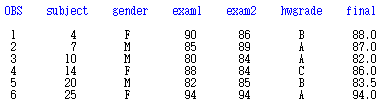 OBS subject gender exam1 exam2 hwgrade final
1 4 F 90 86 B 88.0
2 7 M 85 89 A 87.0
3 10 M 80 84 A 82.0
4 14 F 88 84 C 86.0
5 20 M 82 85 B 83.5
6 25 F 94 94 A 94.0